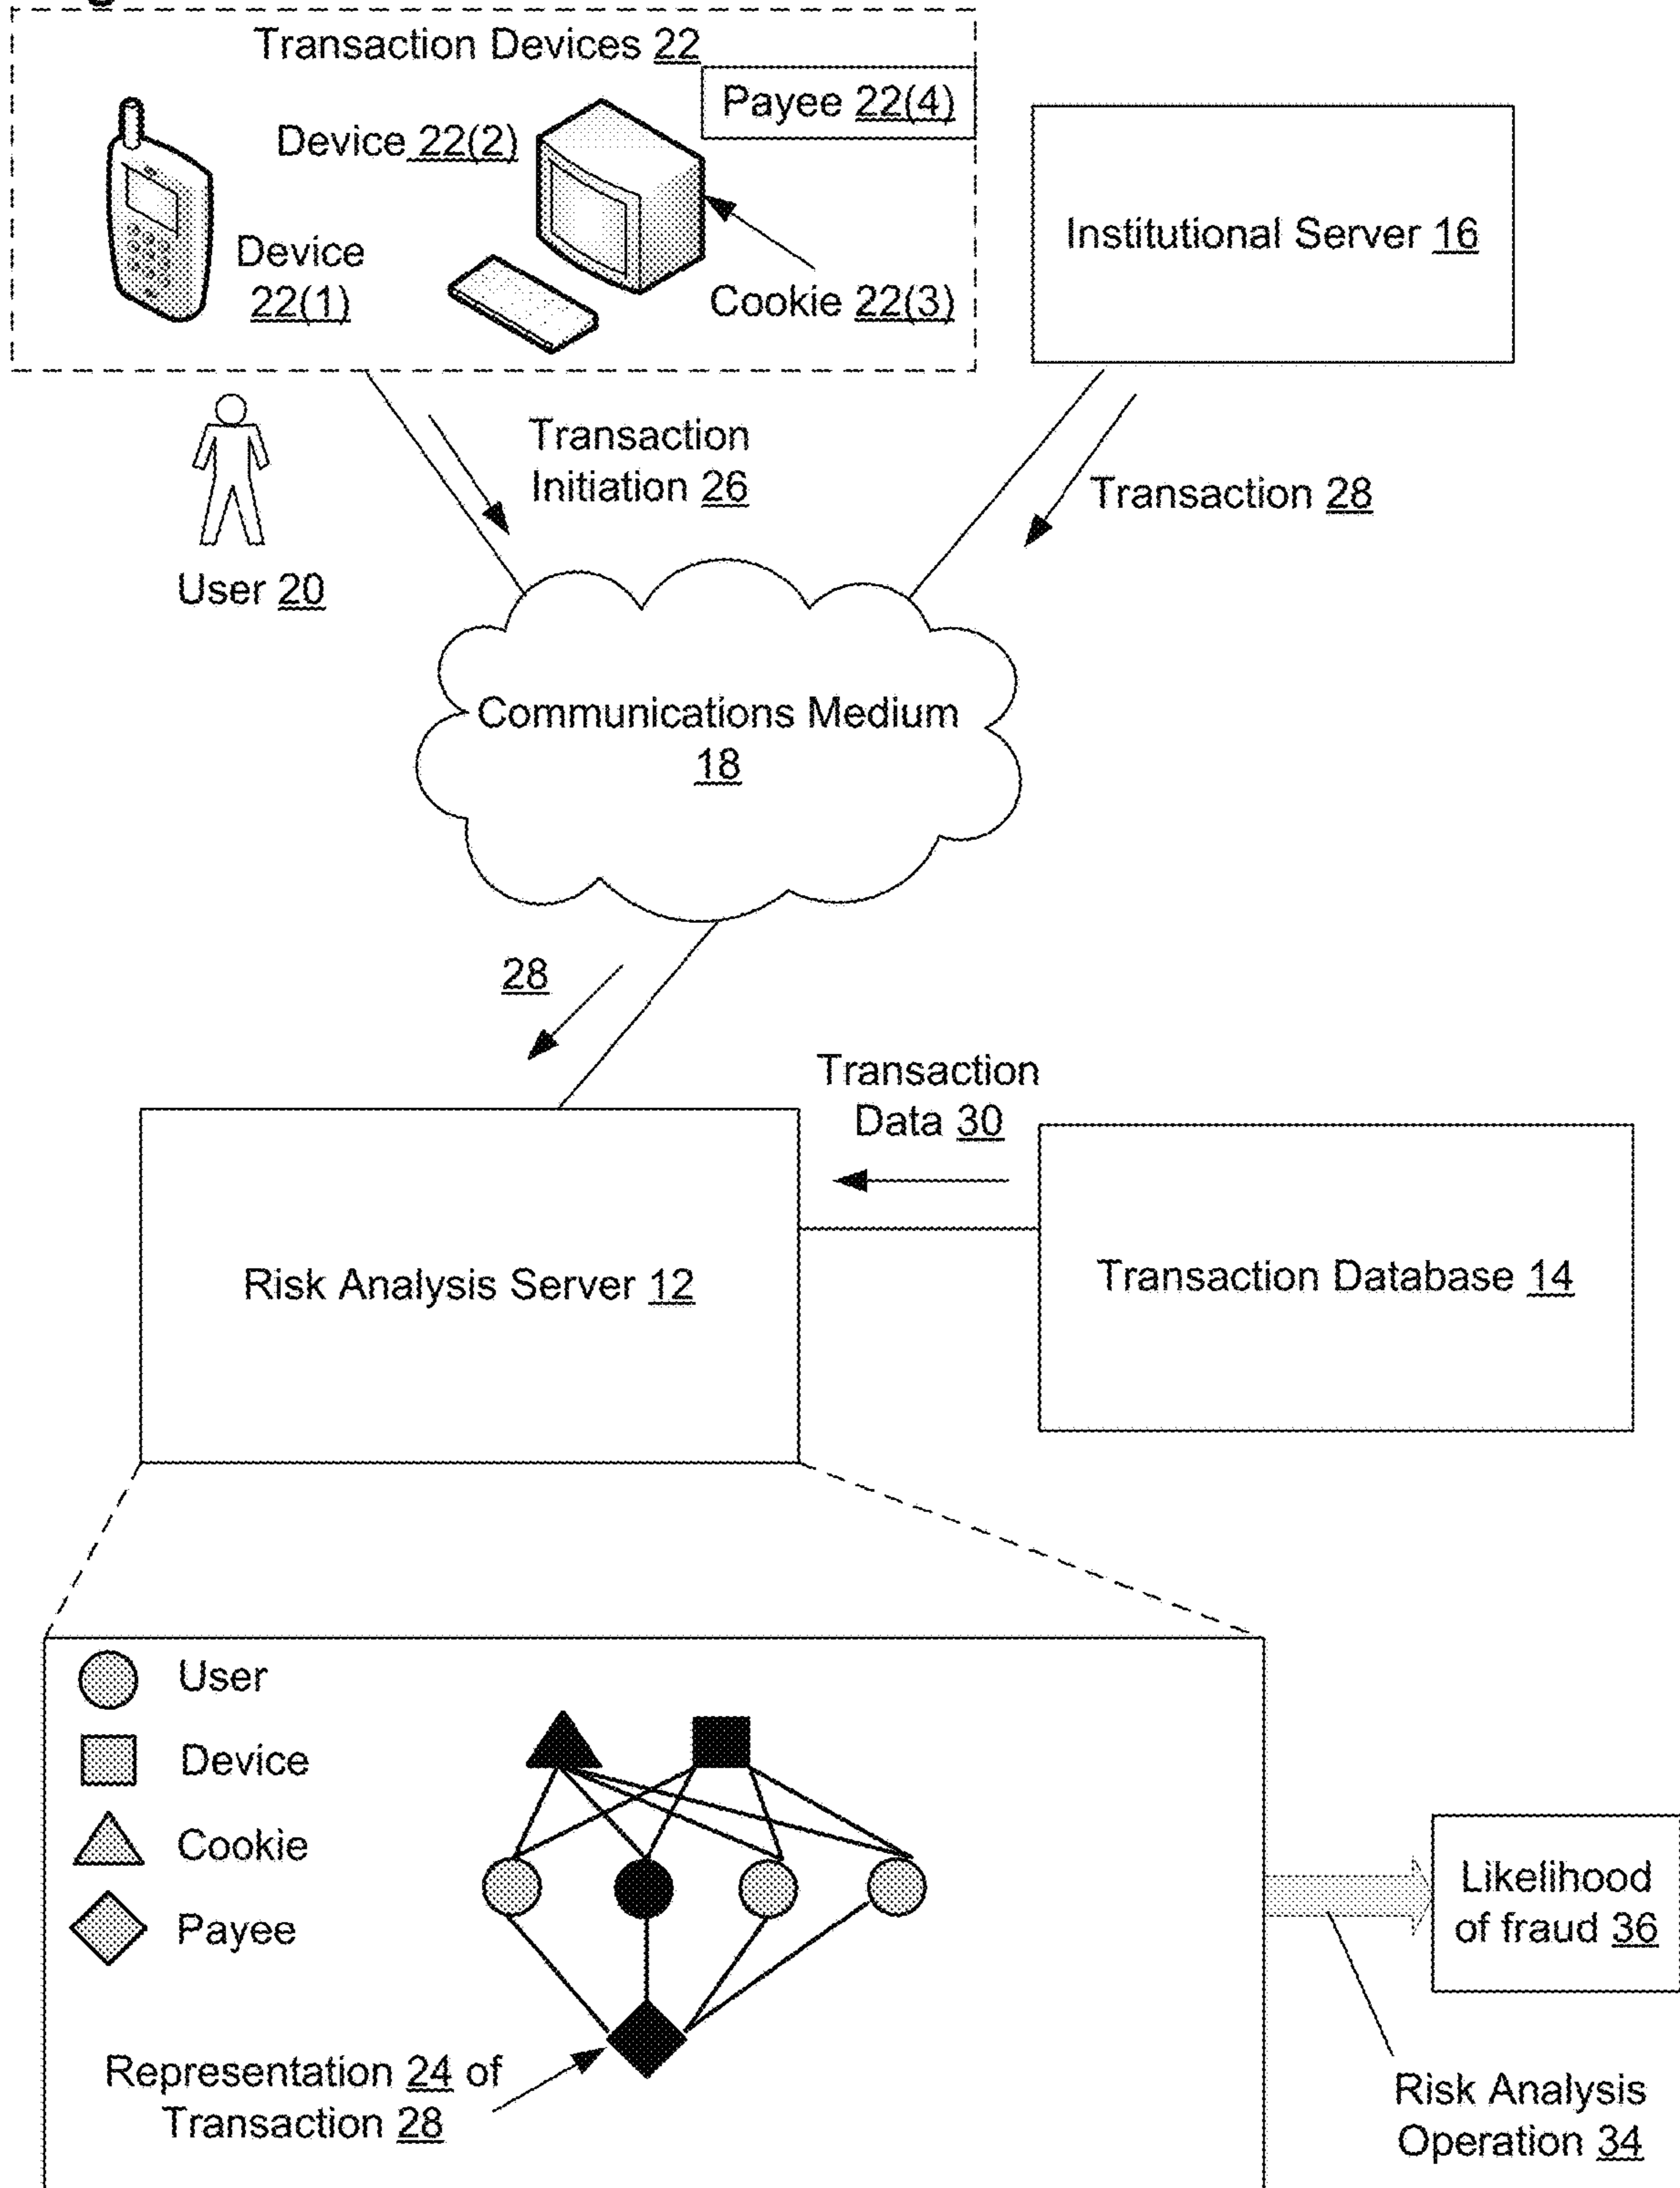 Transaction Devices 22
Payee 22(4)
Device 22(2)
Device
22(1)
Cookie 22(3)
Institutional Server 16
Transaction
Initiation 26
Transaction 28
User 20
Communications Medium
18
28
Transaction
Data 30
Risk Analysis Server 12
Transaction Database 14
User
Device
Cookie
Payee
Likelihood
of fraud 36
Representation 24 of
Transaction 28
Risk Analysis
Operation 34